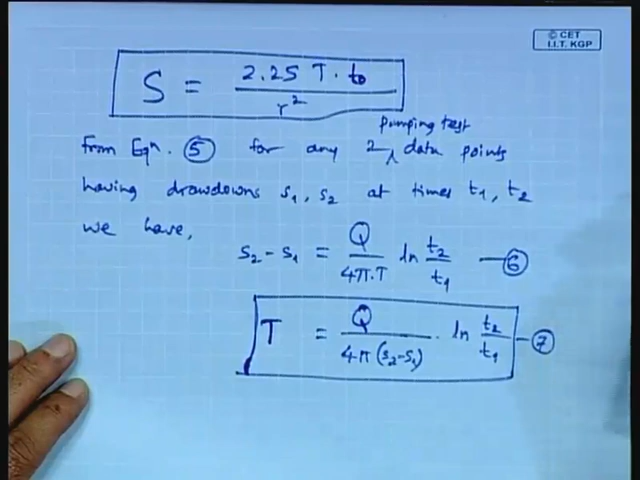 © CET
I.I.T. KGP
S = 2.25 T. t₀ / r²
pumping test
From Eqn. ⑤ for any 2 ∧ data points
having drawdowns s₁, s₂ at times t₁, t₂
we have,
s₂ - s₁ = Q / 4π.T ln t₂ / t₁ — ⑥
T = Q / 4π(s₂-s₁) . ln t₂ / t₁ — ⑦